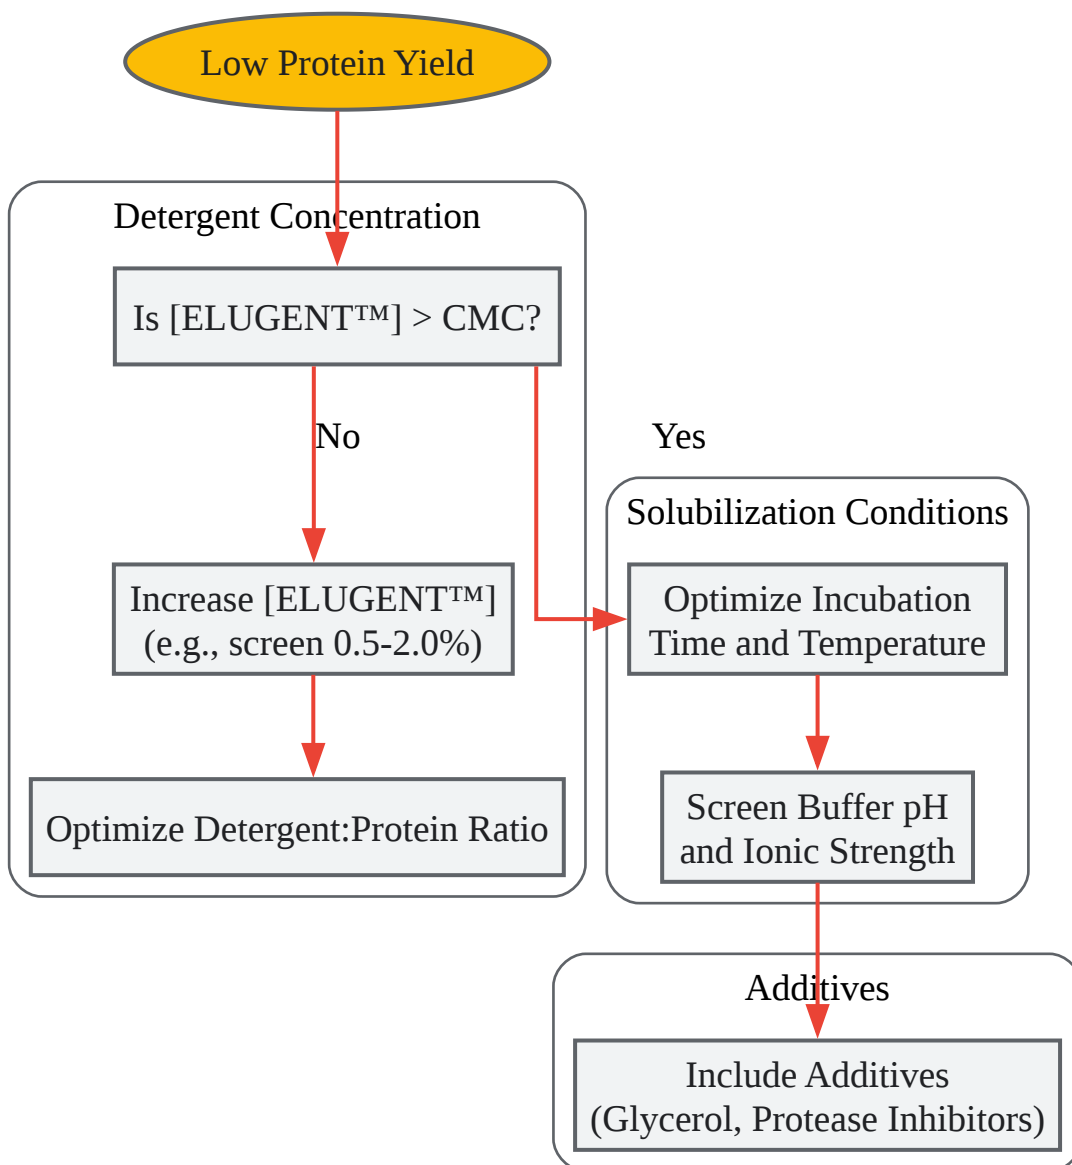 Low Protein Yield
Detergent Concentration
Is [ELUGENT™] > CMC?
No
Yes
Solubilization Conditions
Increase [ELUGENT™]
(e.g., screen 0.5-2.0%)
Optimize Incubation
Time and Temperature
Optimize Detergent:Protein Ratio
Screen Buffer pH
and Ionic Strength
Additives
Include Additives
(Glycerol, Protease Inhibitors)